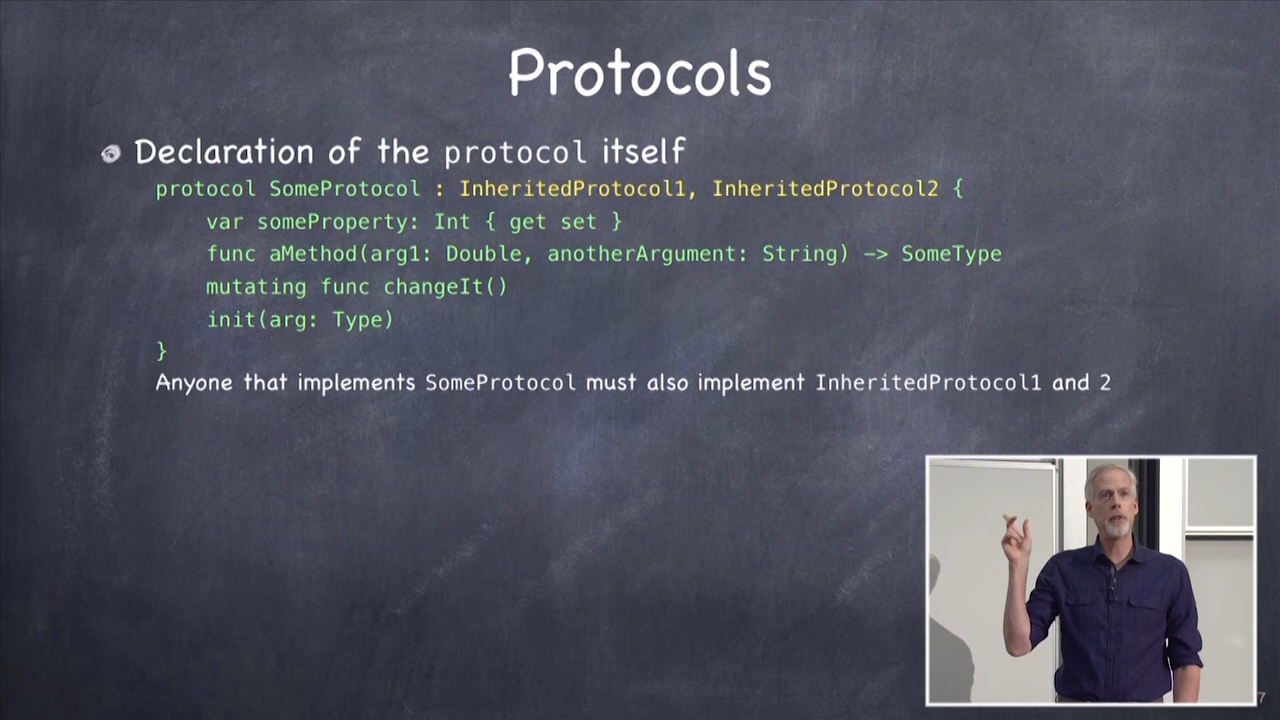 Protocols
Declaration of the protocol itself
protocol SomeProtocol : InheritedProtocol1, InheritedProtocol2 {
var someProperty: Int { get set }
func aMethod(arg1: Double, anotherArgument: String) -> SomeType
mutating func changeIt()
init(arg: Type)
}
Anyone that implements SomeProtocol must also implement InheritedProtocol1 and 2